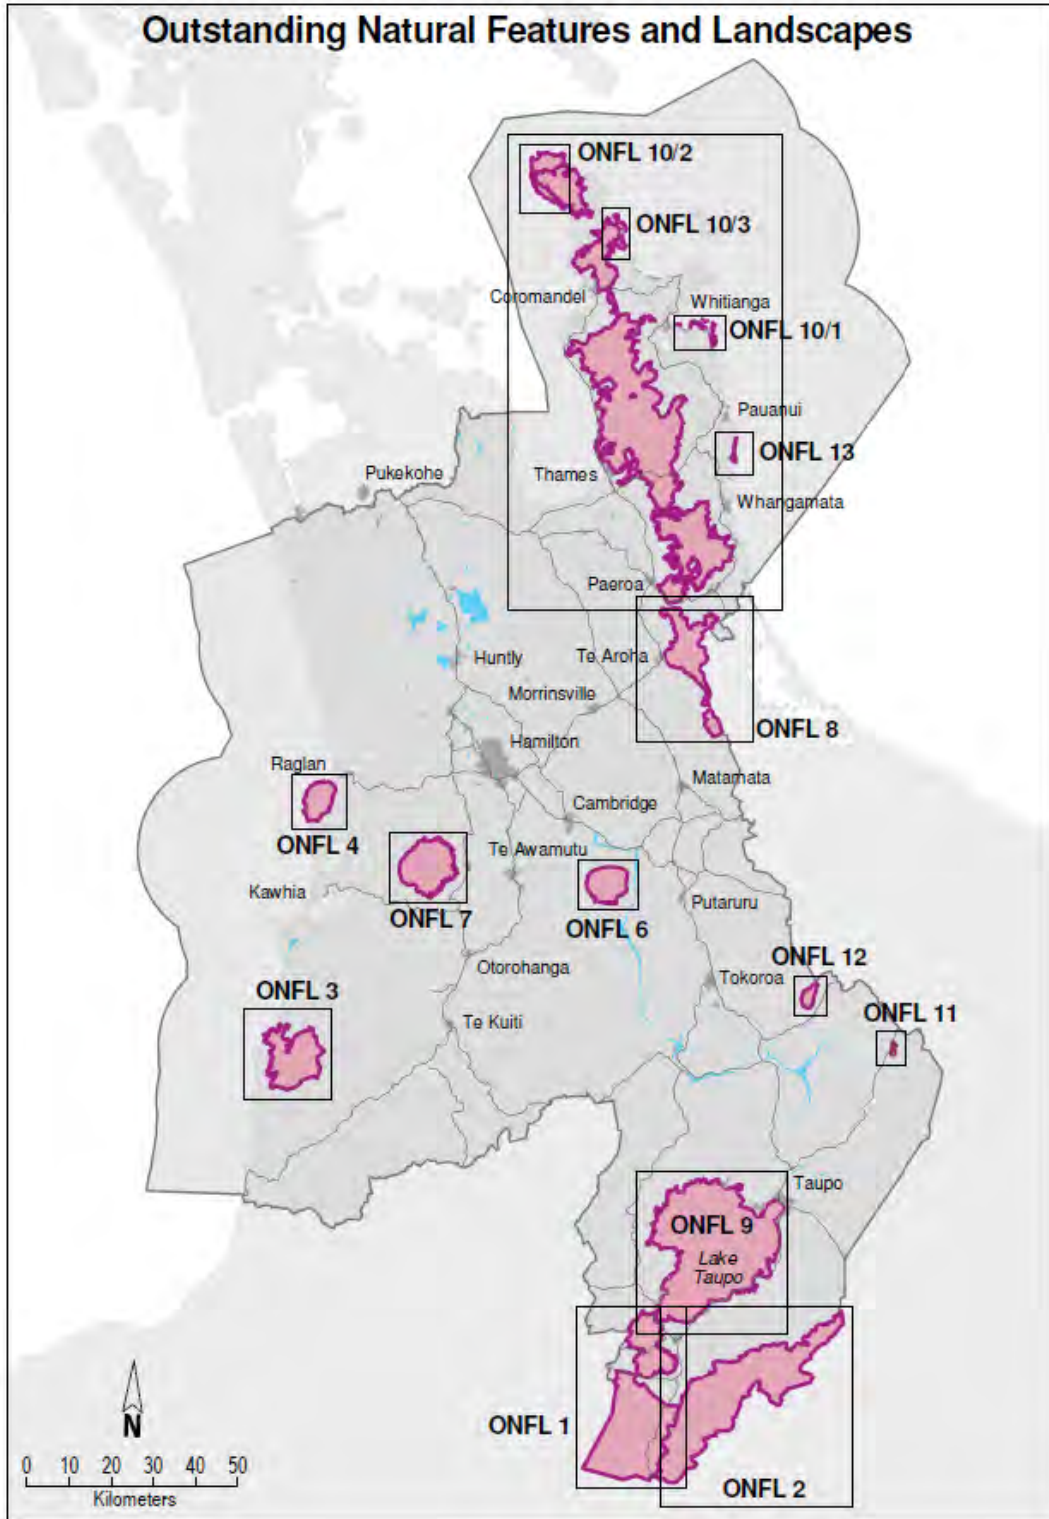 Outstanding Natural Features and Landscapes
ONFL 10/2
ONFL 10/3
Coromandel
Whitianga
ONFL 10/1
Pauanui
ONFL 13
Pukekohe
Thames
Whangamata
Paeroa
Huntly
Te Aroha
Morrinsville
ONFL 8
Hamilton
Raglan
Matamata
Cambridge
ONFL 4
Te Awamutu
Kawhia
ONFL 7
ONFL 6
Putaruru
Otorohanga
ONFL 12
Tokoroa
ONFL 3
ONFL 11
Te Kuiti
Taupo
ONFL 9
Lake
Taupo
N
ONFL 1
0 10 20 30 40 50
Kilometers
ONFL 2